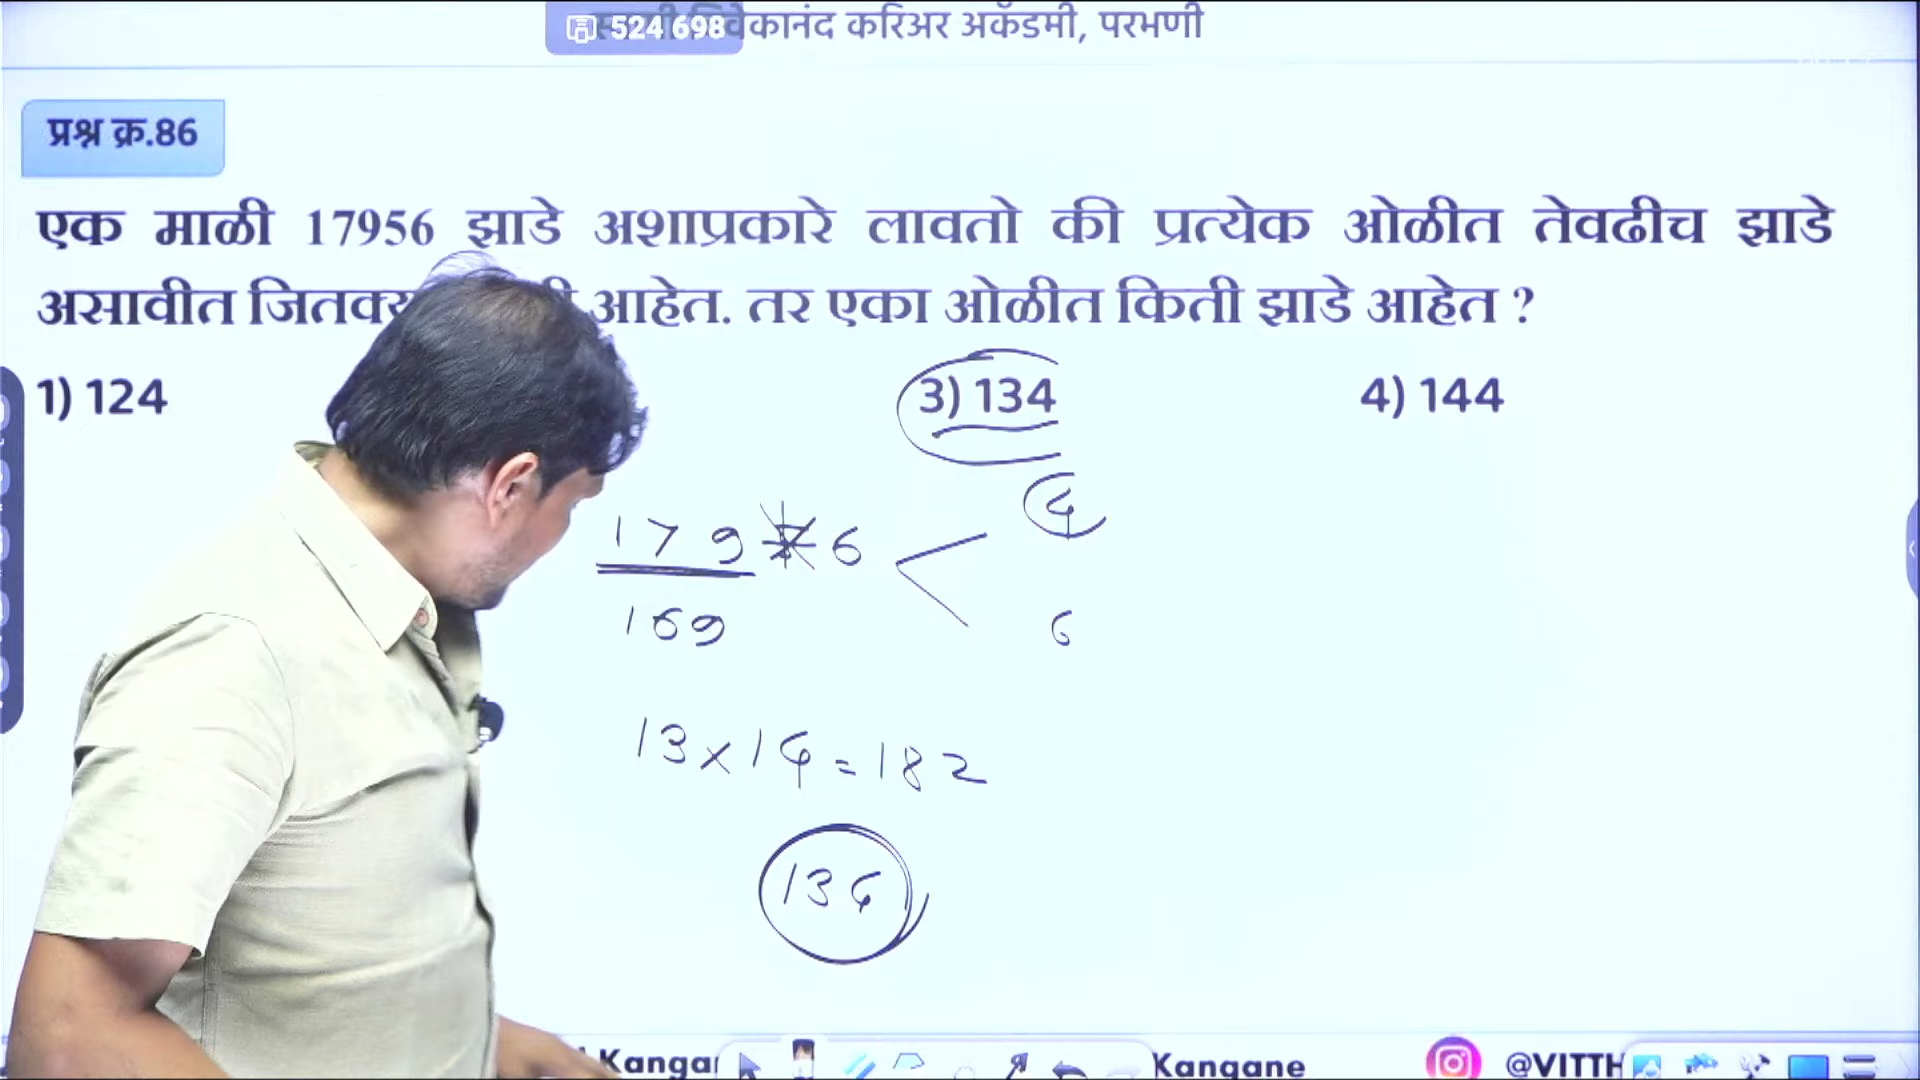 524 698 विवेकानंद करिअर अकॅडमी, परभणी
प्रश्न क्र.86
एक माळी 17956 झाडे अशाप्रकारे लावतो की प्रत्येक ओळीत तेवढीच झाडे
असावीत आहेत. तर एका ओळीत किती झाडे आहेत ?
1) 124 3) 134 4) 144
4
179 6
6
169
13×14=182
134
Kangane @VITTH